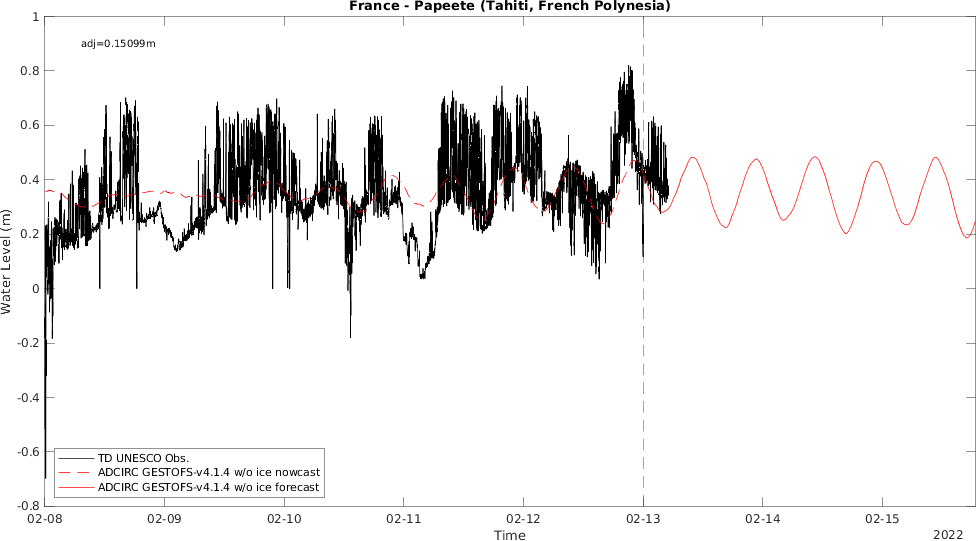 France - Papeete (Tahiti, French Polynesia)
adj=0.15099m
Water Level (m)
1
0.8
0.6
0.4
0.2
0
-0.2
-0.4
-0.6
-0.8
TD UNESCO Obs.
ADCIRC GESTOFS-v4.1.4 w/o ice nowcast
ADCIRC GESTOFS-v4.1.4 w/o ice forecast
02-08 02-09 02-10 02-11 02-12 02-13 02-14 02-15
Time
2022